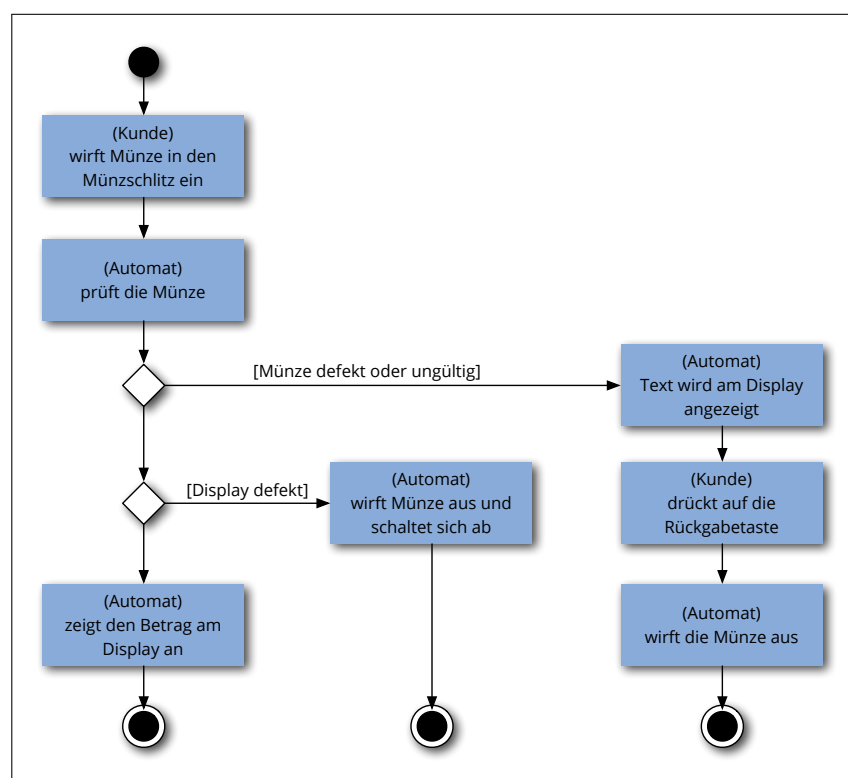 (Kunde)
wirft Münze in den
Münzschlitz ein
(Automat)
prüft die Münze
[Münze defekt oder ungültig]
(Automat)
Text wird am Display
angezeigt
[Display defekt]
(Automat)
wirft Münze aus und
schaltet sich ab
(Kunde)
drückt auf die
Rückgabetaste
(Automat)
zeigt den Betrag am
Display an
(Automat)
wirft die Münze aus